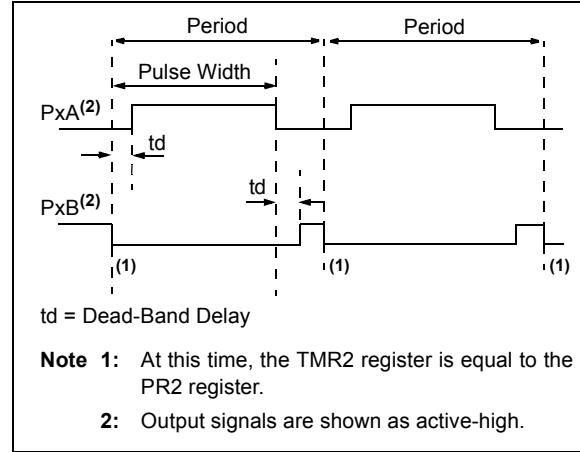 Period Period
Pulse Width
PxA(2)
td
td
PxB(2)
(1) (1) (1)
td = Dead-Band Delay
Note 1: At this time, the TMR2 register is equal to the
PR2 register.
2: Output signals are shown as active-high.